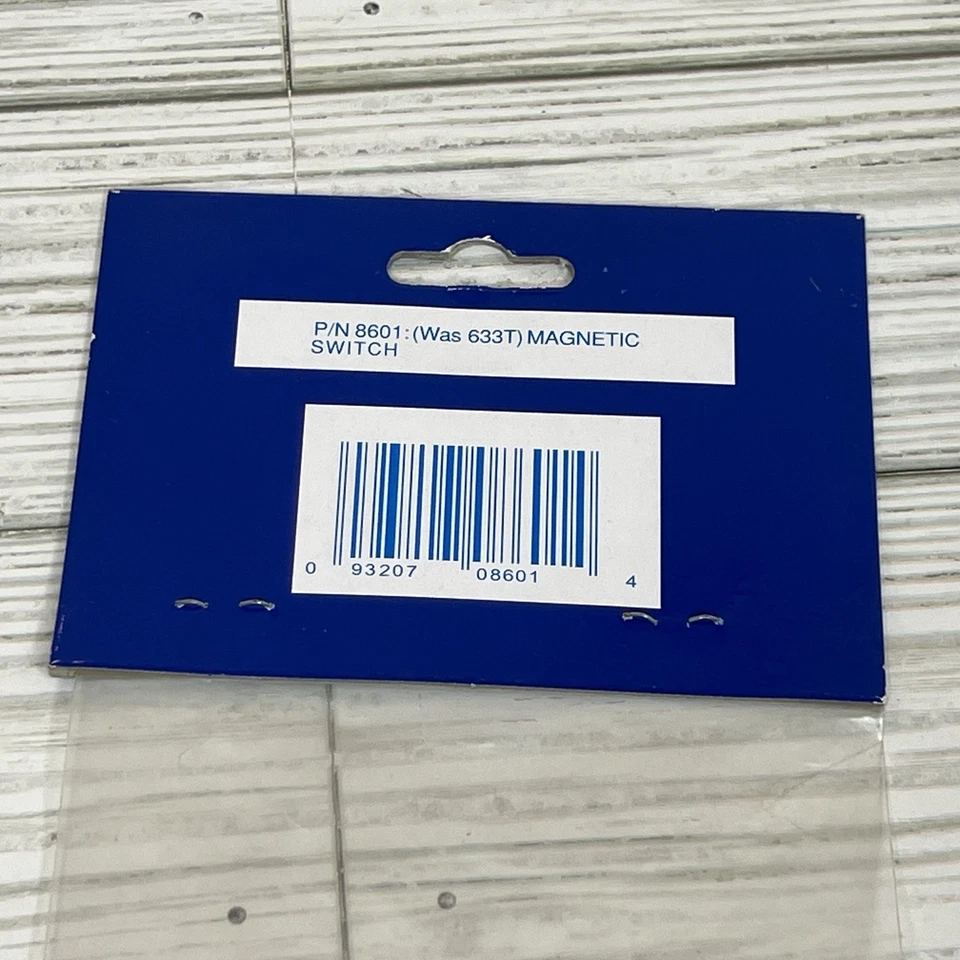 P/N 8601:(Was 633T) MAGNETIC
SWITCH
0 93207 08601 4